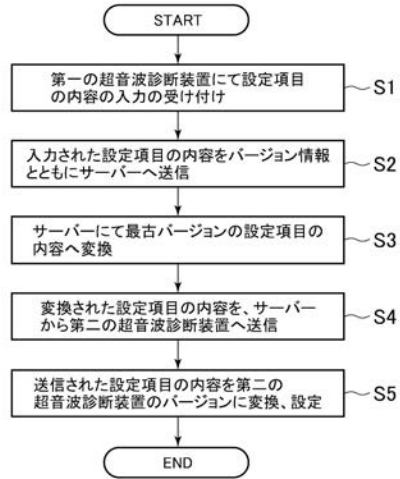 START
第一の超音波診断装置にて設定項目
の内容の入力の受け付け
S1
入力された設定項目の内容をバージョン情報
とともにサーバーへ送信
S2
サーバーにて最古バージョンの設定項目の
内容へ変換
S3
変換された設定項目の内容を、サーバー
から第二の超音波診断装置へ送信
S4
送信された設定項目の内容を第二の
超音波診断装置のバージョンに変換、設定
S5
END